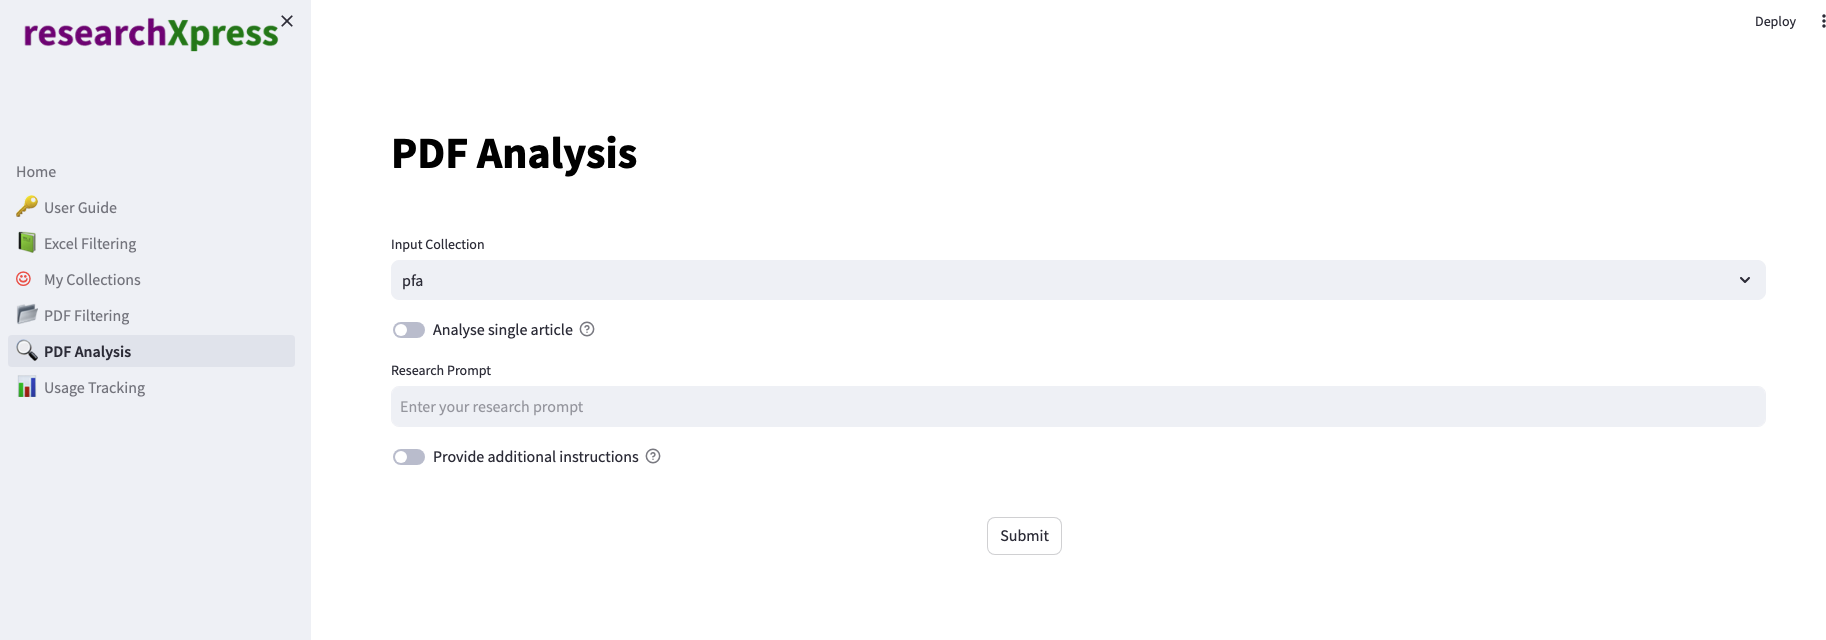 researchXpress
Deploy
Home
User Guide
Excel Filtering
My Collections
PDF Filtering
PDF Analysis
Usage Tracking
PDF Analysis
Input Collection
pfa
Analyse single article
Research Prompt
Enter your research prompt
Provide additional instructions
Submit